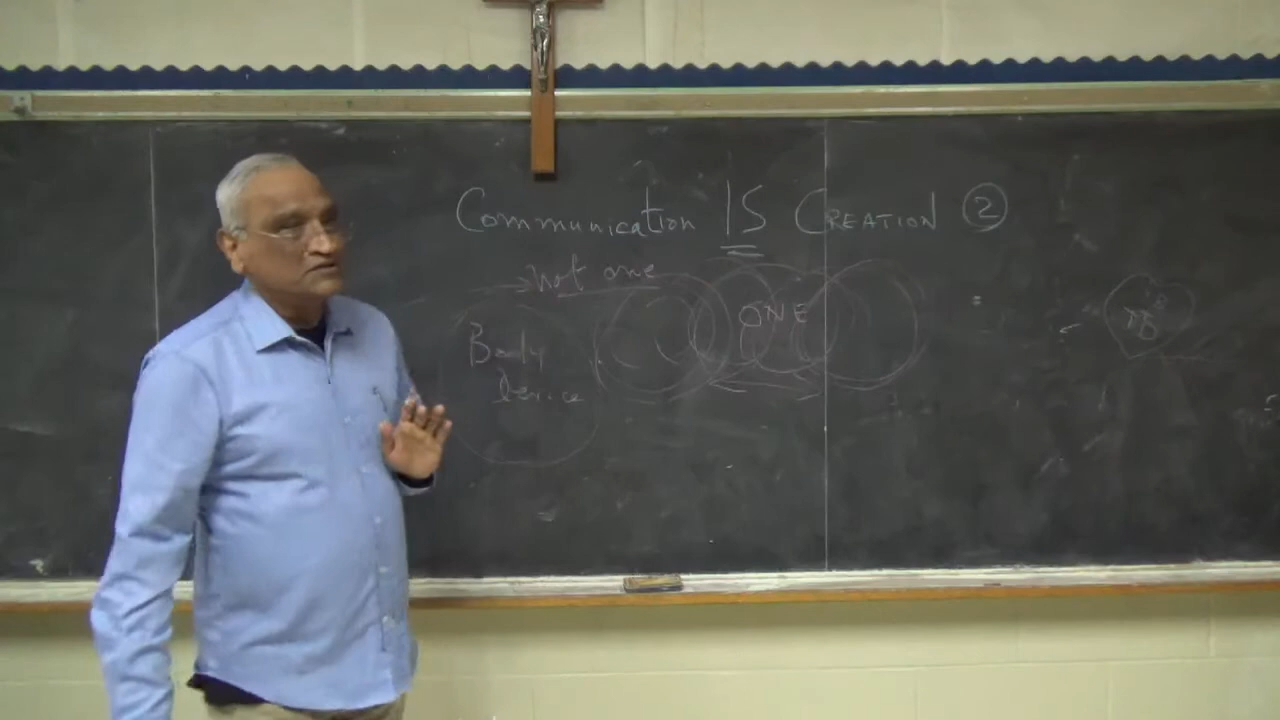 Communication IS CREATION 2
→ not one
ONE
Body
Device